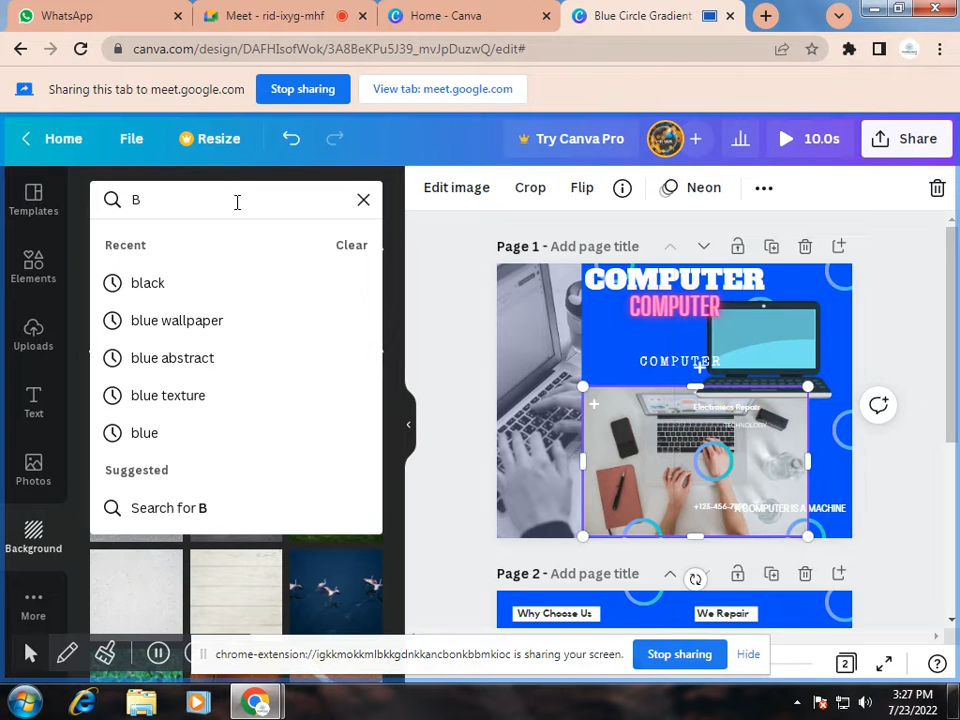 WhatsApp
Meet - rid-ixyg-mhf
Home - Canva
Blue Circle Gradient
canva.com/design/DAFHIsofWok/3A8BeKPu5J39_mvJpDuzwQ/edit#
Sharing this tab to meet.google.com
Stop sharing
View tab: meet.google.com
Home
File
Resize
Try Canva Pro
10.0s
Share
Templates
Elements
Uploads
Text
Photos
Background
More
B
Recent
Clear
black
blue wallpaper
blue abstract
blue texture
blue
Suggested
Search for B
Edit image
Crop
Flip
Neon
Page 1 - Add page title
COMPUTER
COMPUTER
COMPUTER
Electronics Repair
TECHNOLOGY
A COMPUTER IS A MACHINE
Page 2 - Add page title
Why Choose Us
We Repair
chrome-extension://igkkmokkmlbkkgdnkkancbonkbbmkioc is sharing your screen.
Stop sharing
Hide
2
3:27 PM
7/23/2022